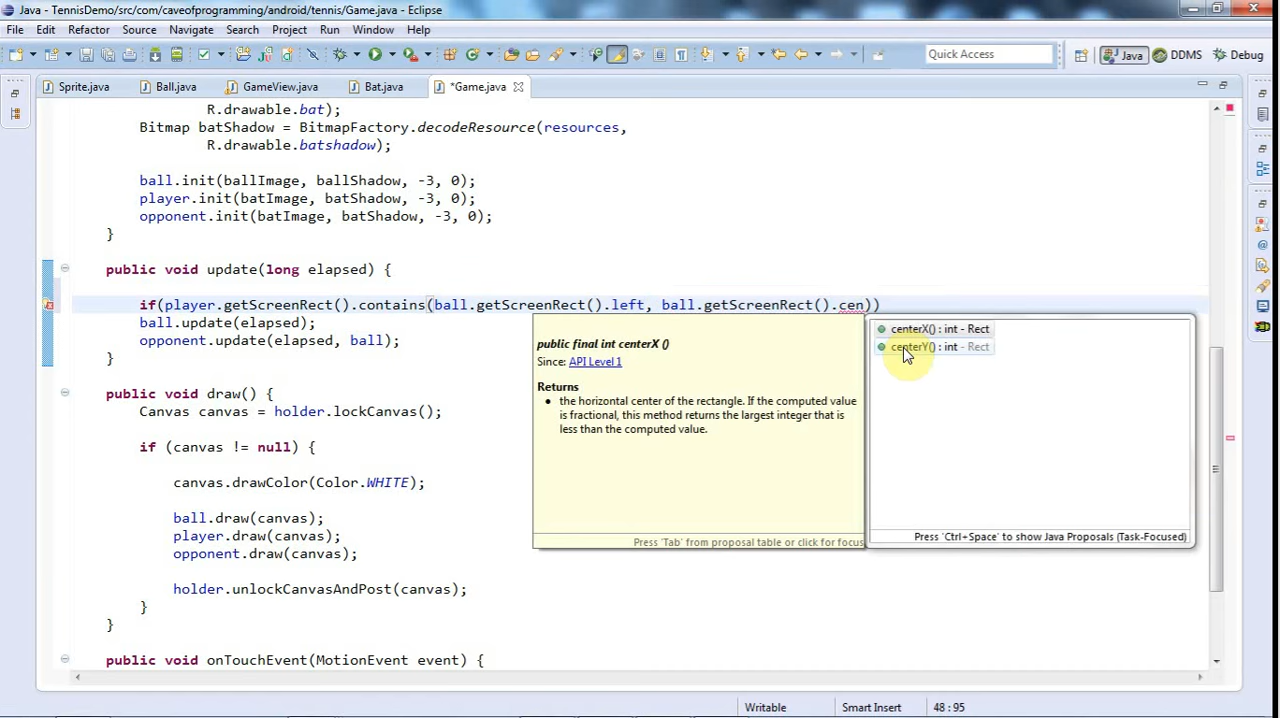 Java - TennisDemo/src/com/caveofprogramming/android/tennis/Game.java - Eclipse
File Edit Refactor Source Navigate Search Project Run Window Help
Quick Access Java DDMS Debug
Sprite.java Ball.java GameView.java Bat.java *Game.java
R.drawable.bat);
Bitmap batShadow = BitmapFactory.decodeResource(resources,
R.drawable.batshadow);
ball.init(ballImage, ballShadow, -3, 0);
player.init(batImage, batShadow, -3, 0);
opponent.init(batImage, batShadow, -3, 0);
}
public void update(long elapsed) {
if(player.getScreenRect().contains(ball.getScreenRect().left, ball.getScreenRect().cen))
ball.update(elapsed);
opponent.update(elapsed, ball);
}
public void draw() {
Canvas canvas = holder.lockCanvas();
if (canvas != null) {
canvas.drawColor(Color.WHITE);
ball.draw(canvas);
player.draw(canvas);
opponent.draw(canvas);
holder.unlockCanvasAndPost(canvas);
}
}
public void onTouchEvent(MotionEvent event) {
public final int centerX ()
Since: API Level 1
Returns
the horizontal center of the rectangle. If the computed value
is fractional, this method returns the largest integer that is
less than the computed value.
Press 'Tab' from proposal table or click for focus
centerX() : int - Rect
centerY() : int - Rect
Press 'Ctrl+Space' to show Java Proposals (Task-Focused)
Writable Smart Insert 48 : 95